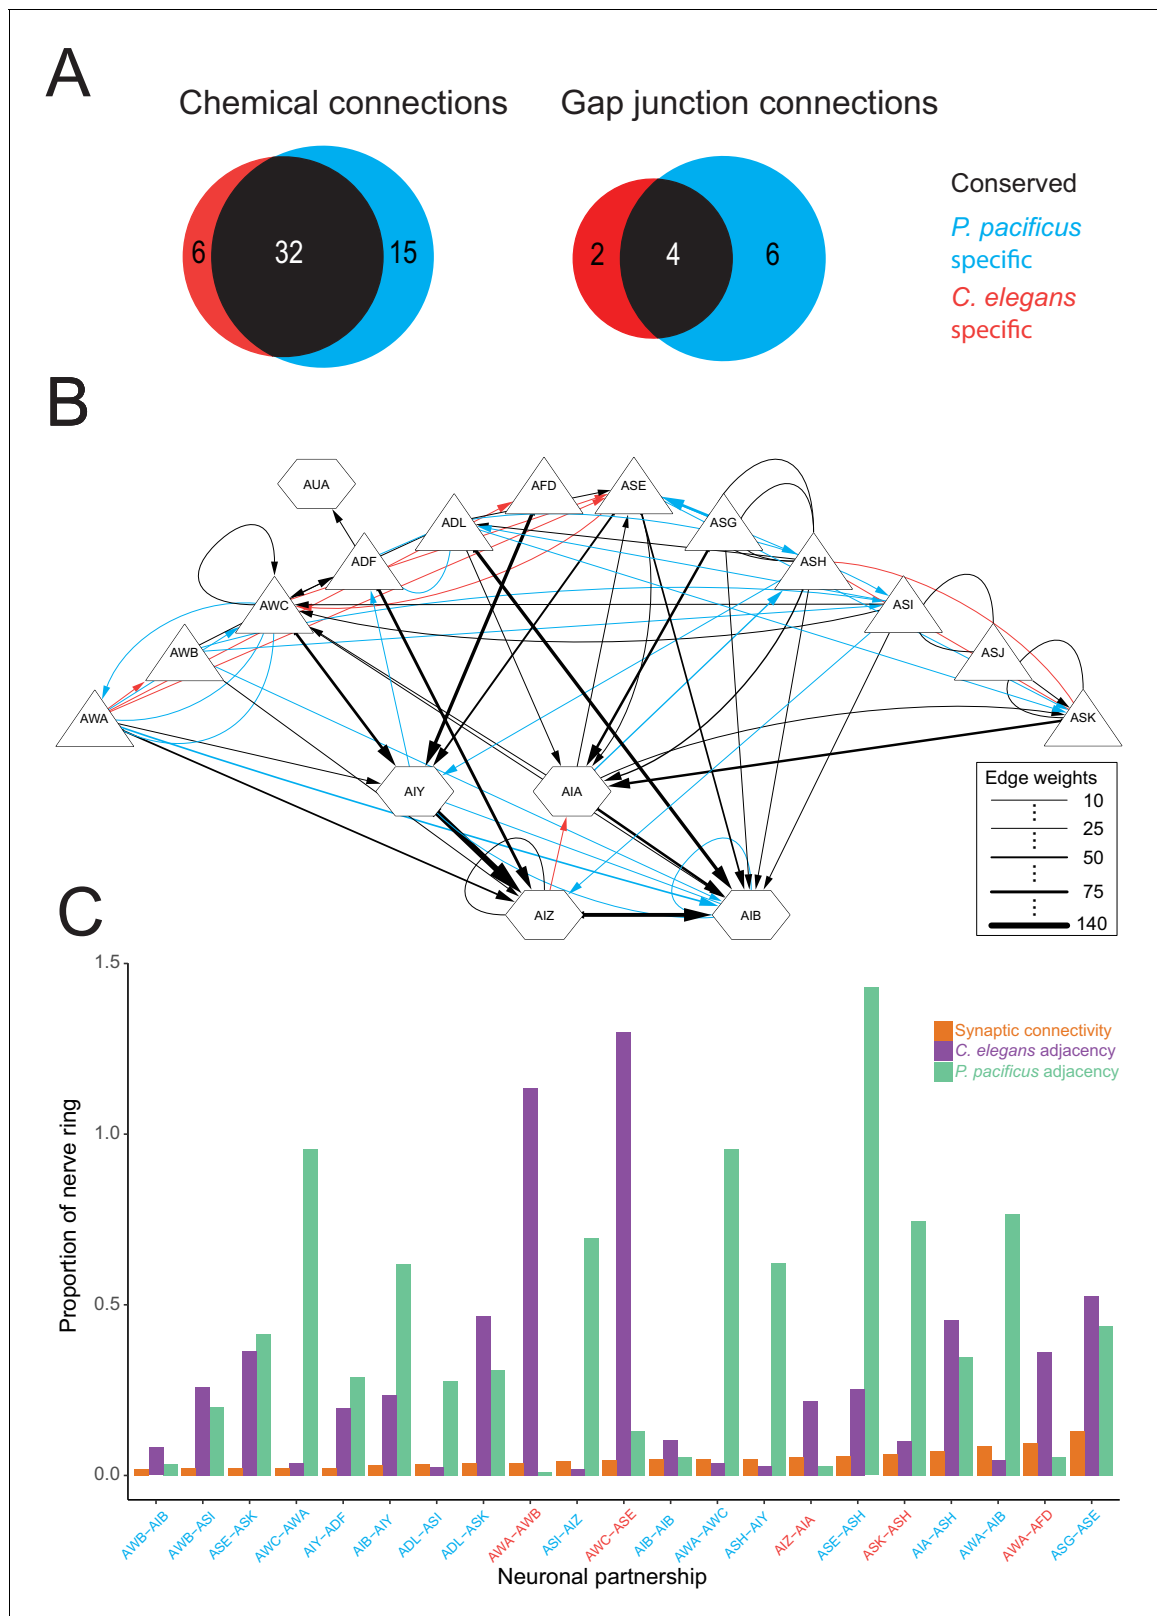 A
Chemical connections
Gap junction connections
6
32
15
2
4
6
Conserved
P. pacificus
specific
C. elegans
specific
B
AUA
AFD
ASE
ADL
ASG
ADF
ASH
AWC
ASI
AWB
ASJ
AWA
ASK
AIY
AIA
AIZ
AIB
Edge weights
10
25
50
75
140
C
1.5
1.0
0.5
0.0
Proportion of nerve ring
Synaptic connectivity
C. elegans adjacency
P. pacificus adjacency
AWB–AIB
AWB–ASI
ASE–ASK
AWC–AWA
AIY–ADF
AIB–AIY
ADL–ASI
ADL–ASK
AWA–AWB
ASI–AIZ
AWC–ASE
AIB–AIB
AWA–AWC
ASH–AIY
AIZ–AIA
ASE–ASH
ASK–ASH
AIA–ASH
AWA–AIB
AWA–AFD
ASG–ASE
Neuronal partnership